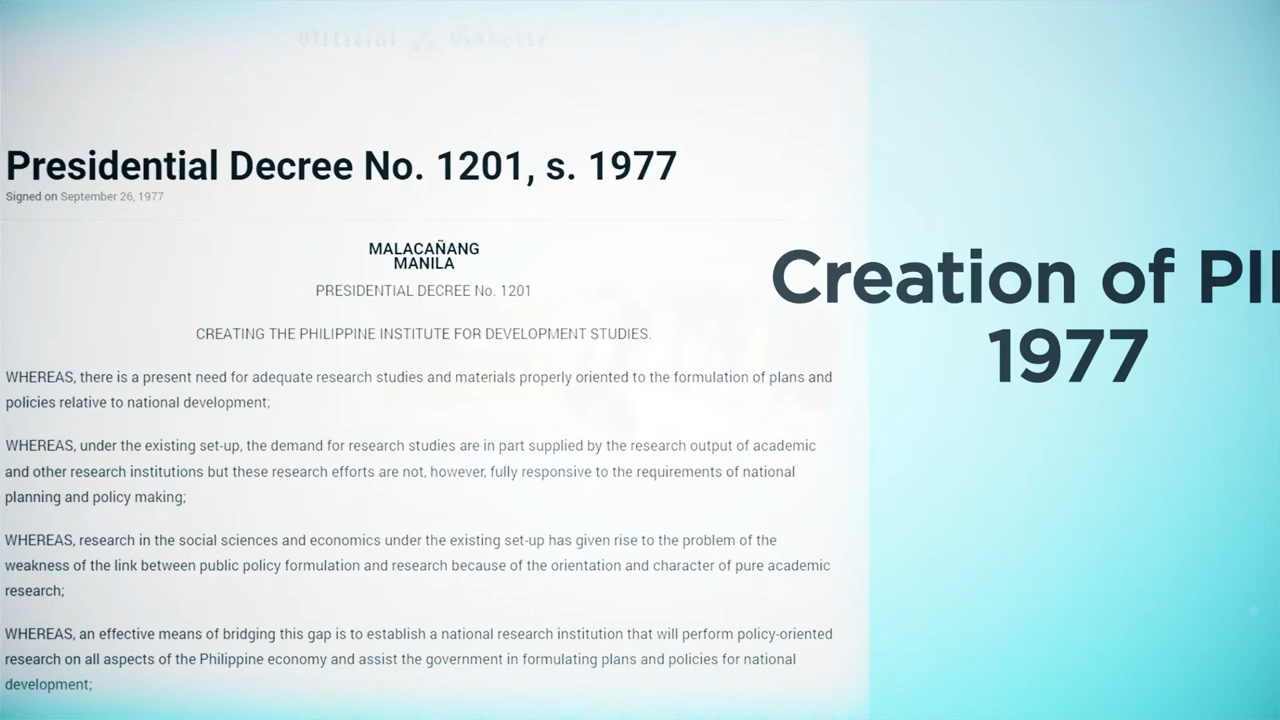 Official Gazette
Presidential Decree No. 1201, s. 1977
Signed on September 26, 1977
MALACAÑANG
MANILA
PRESIDENTIAL DECREE No. 1201
CREATING THE PHILIPPINE INSTITUTE FOR DEVELOPMENT STUDIES.
WHEREAS, there is a present need for adequate research studies and materials properly oriented to the formulation of plans and
policies relative to national development;
WHEREAS, under the existing set-up, the demand for research studies are in part supplied by the research output of academic
and other research institutions but these research efforts are not, however, fully responsive to the requirements of national
planning and policy making;
WHEREAS, research in the social sciences and economics under the existing set-up has given rise to the problem of the
weakness of the link between public policy formulation and research because of the orientation and character of pure academic
research;
WHEREAS, an effective means of bridging this gap is to establish a national research institution that will perform policy-oriented
research on all aspects of the Philippine economy and assist the government in formulating plans and policies for national
development;
Creation of
1977